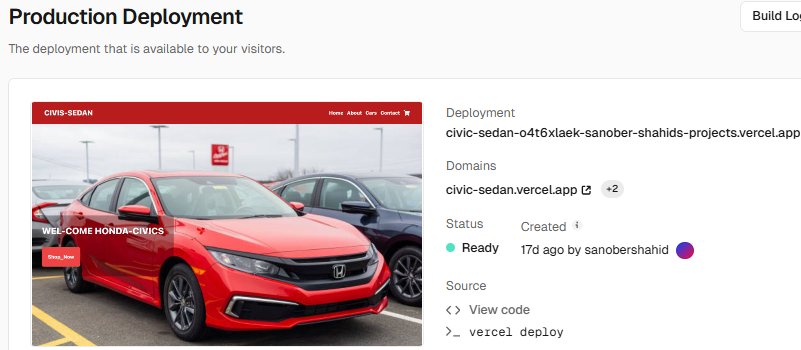 Production Deployment
Build Log
The deployment that is available to your visitors.
CIVIS-SEDAN
Home About Cars Contact
WEL-COME HONDA-CIVICS
Shop_Now
Deployment
civic-sedan-o4t6xlaek-sanober-shahids-projects.vercel.app
Domains
civic-sedan.vercel.app +2
Status Created
Ready 17d ago by sanobershahid
Source
View code
vercel deploy